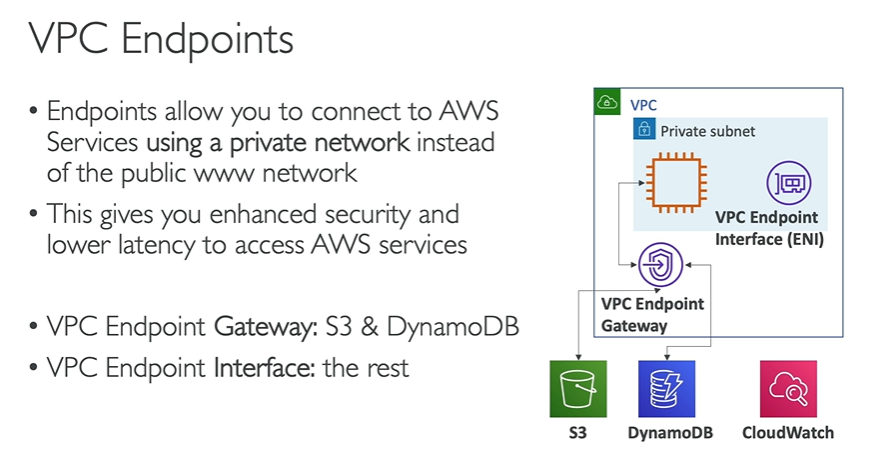 VPC Endpoints
• Endpoints allow you to connect to AWS
Services using a private network instead
of the public www network
• This gives you enhanced security and
lower latency to access AWS services
• VPC Endpoint Gateway: S3 & DynamoDB
• VPC Endpoint Interface: the rest
VPC
Private subnet
VPC Endpoint
Interface (ENI)
VPC Endpoint
Gateway
S3
DynamoDB
CloudWatch